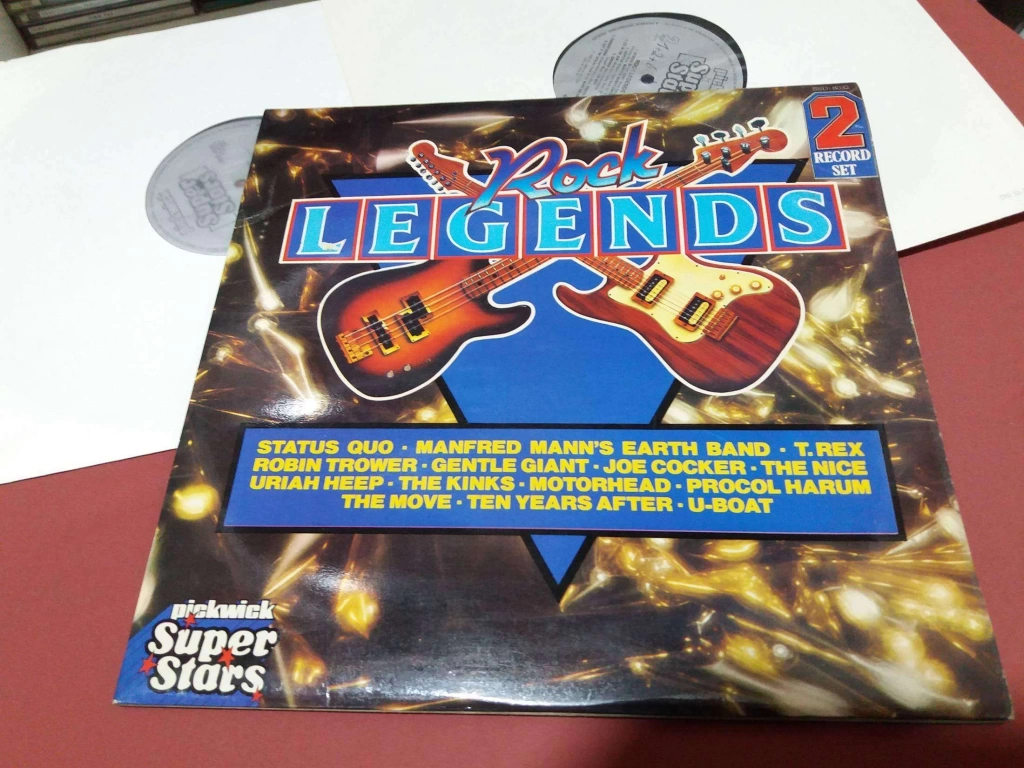 2
RECORD
SET
Rock
LEGENDS
STATUS QUO · MANFRED MANN'S EARTH BAND · T. REX
ROBIN TROWER · GENTLE GIANT · JOE COCKER · THE NICE
URIAH HEEP · THE KINKS · MOTORHEAD · PROCOL HARUM
THE MOVE · TEN YEARS AFTER · U-BOAT
pickwick
Super
Stars